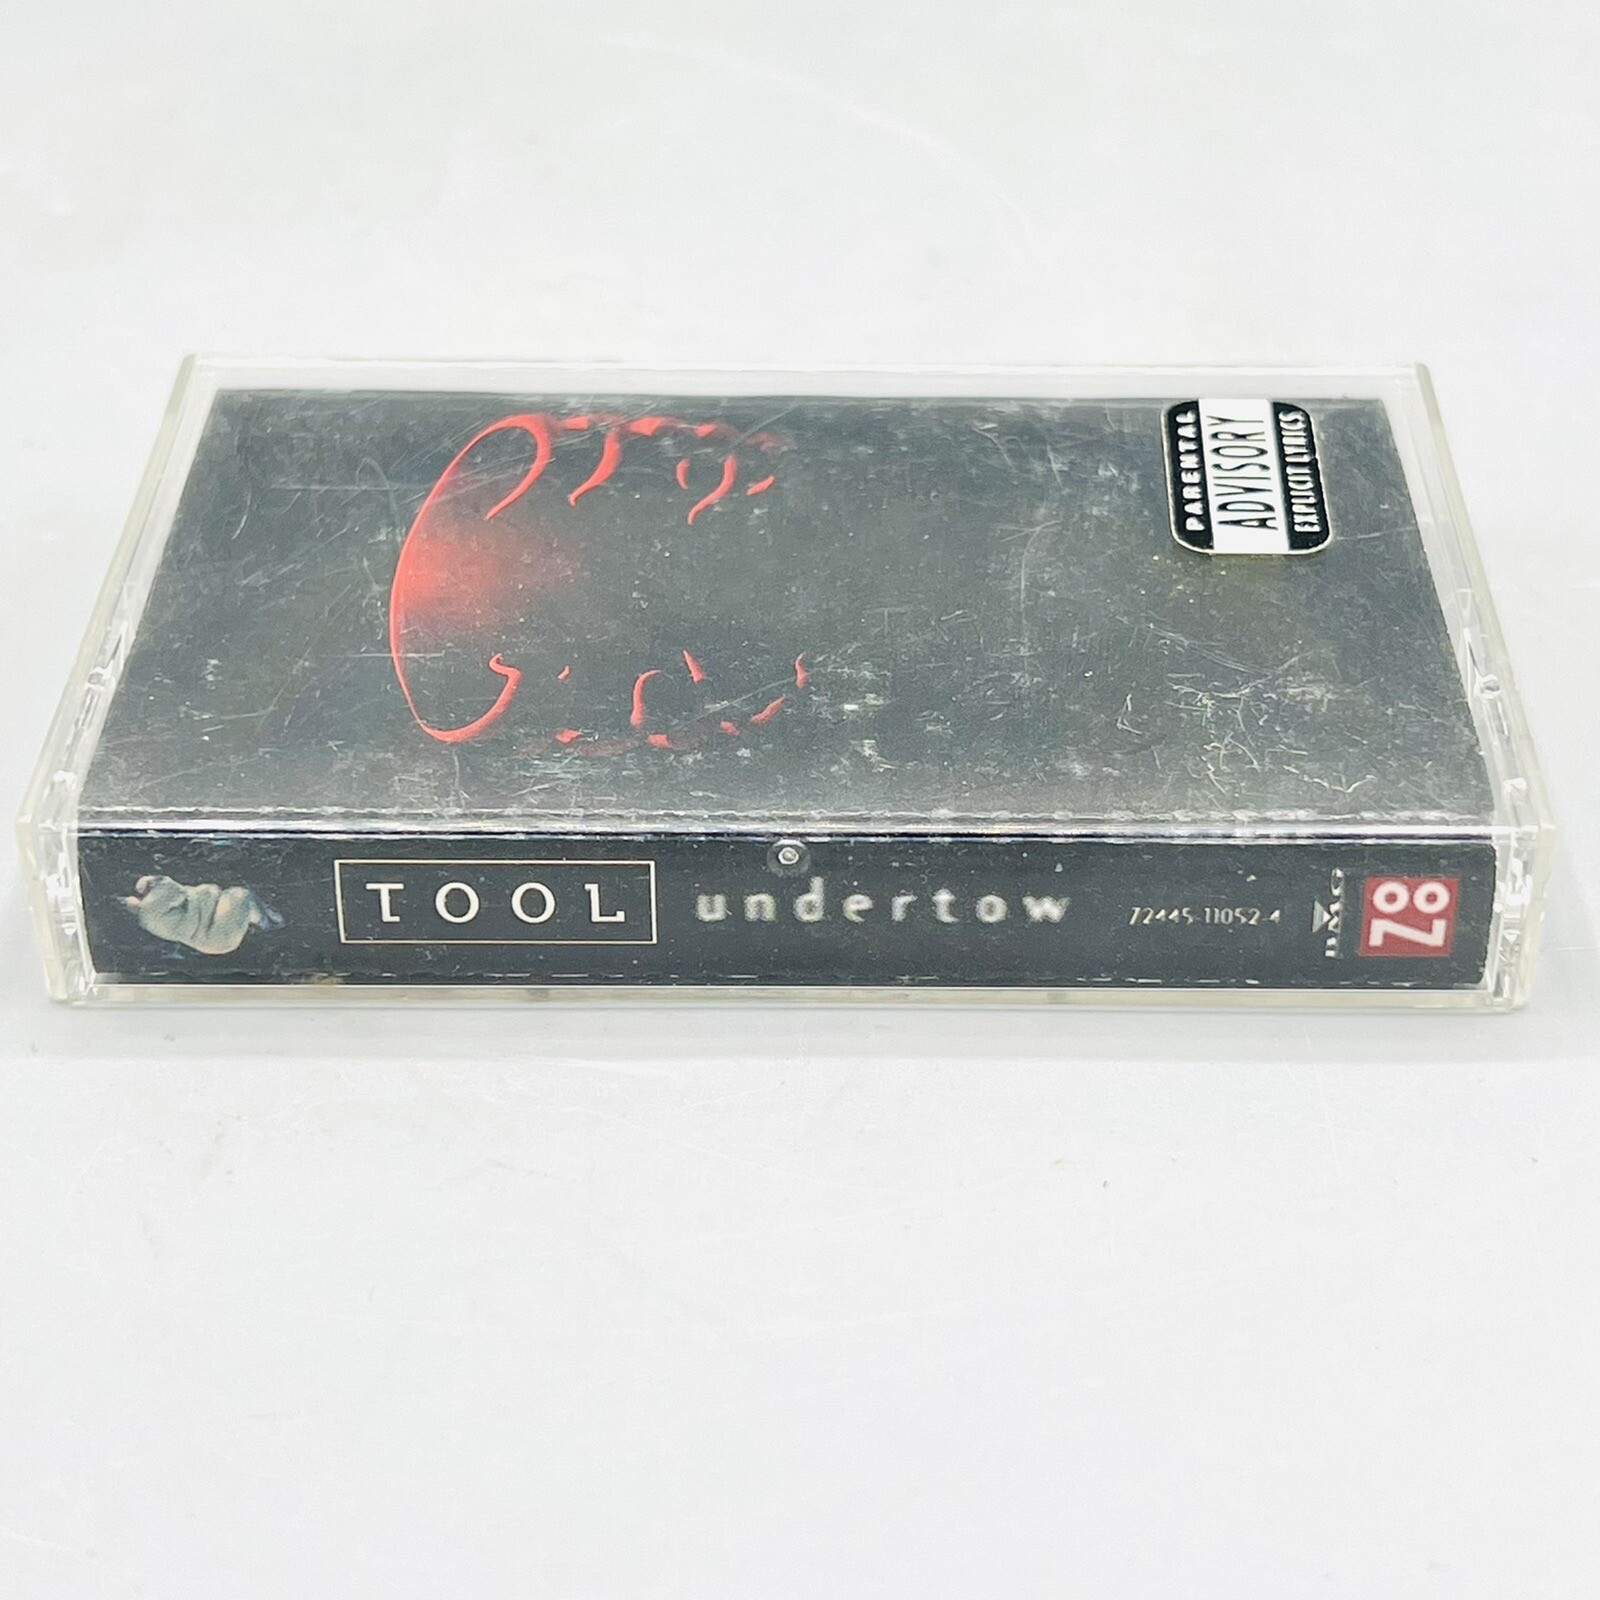 PARENTAL
ADVISORY
EXPLICIT LYRICS
TOOL
undertow
72445-11052-4
BMG
ZOO